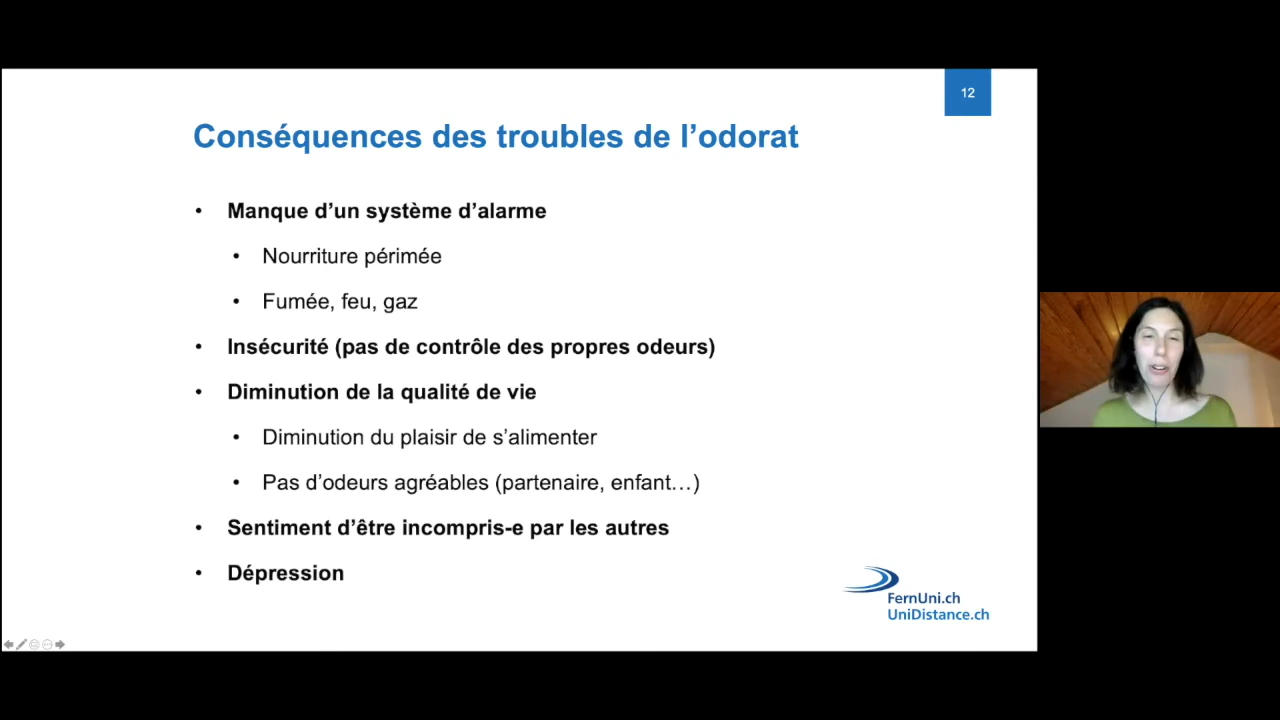 12
Conséquences des troubles de l’odorat
• Manque d’un système d’alarme
• Nourriture périmée
• Fumée, feu, gaz
• Insécurité (pas de contrôle des propres odeurs)
• Diminution de la qualité de vie
• Diminution du plaisir de s’alimenter
• Pas d’odeurs agréables (partenaire, enfant…)
• Sentiment d’être incompris-e par les autres
• Dépression
FernUni.ch
UniDistance.ch